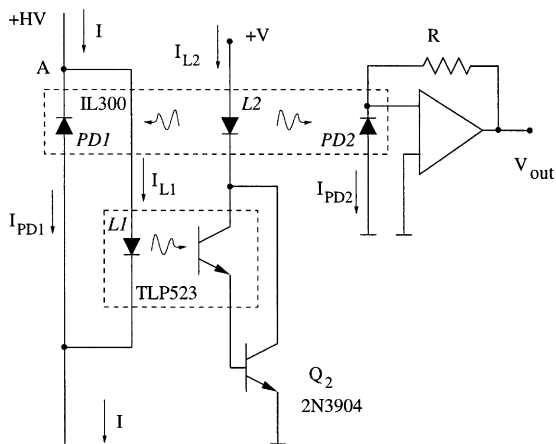 +HV
I
+V
I_L2
R
A
IL300
L2
PD1
PD2
V_out
I_L1
I_PD1
I_PD2
L1
TLP523
Q_2
2N3904
I